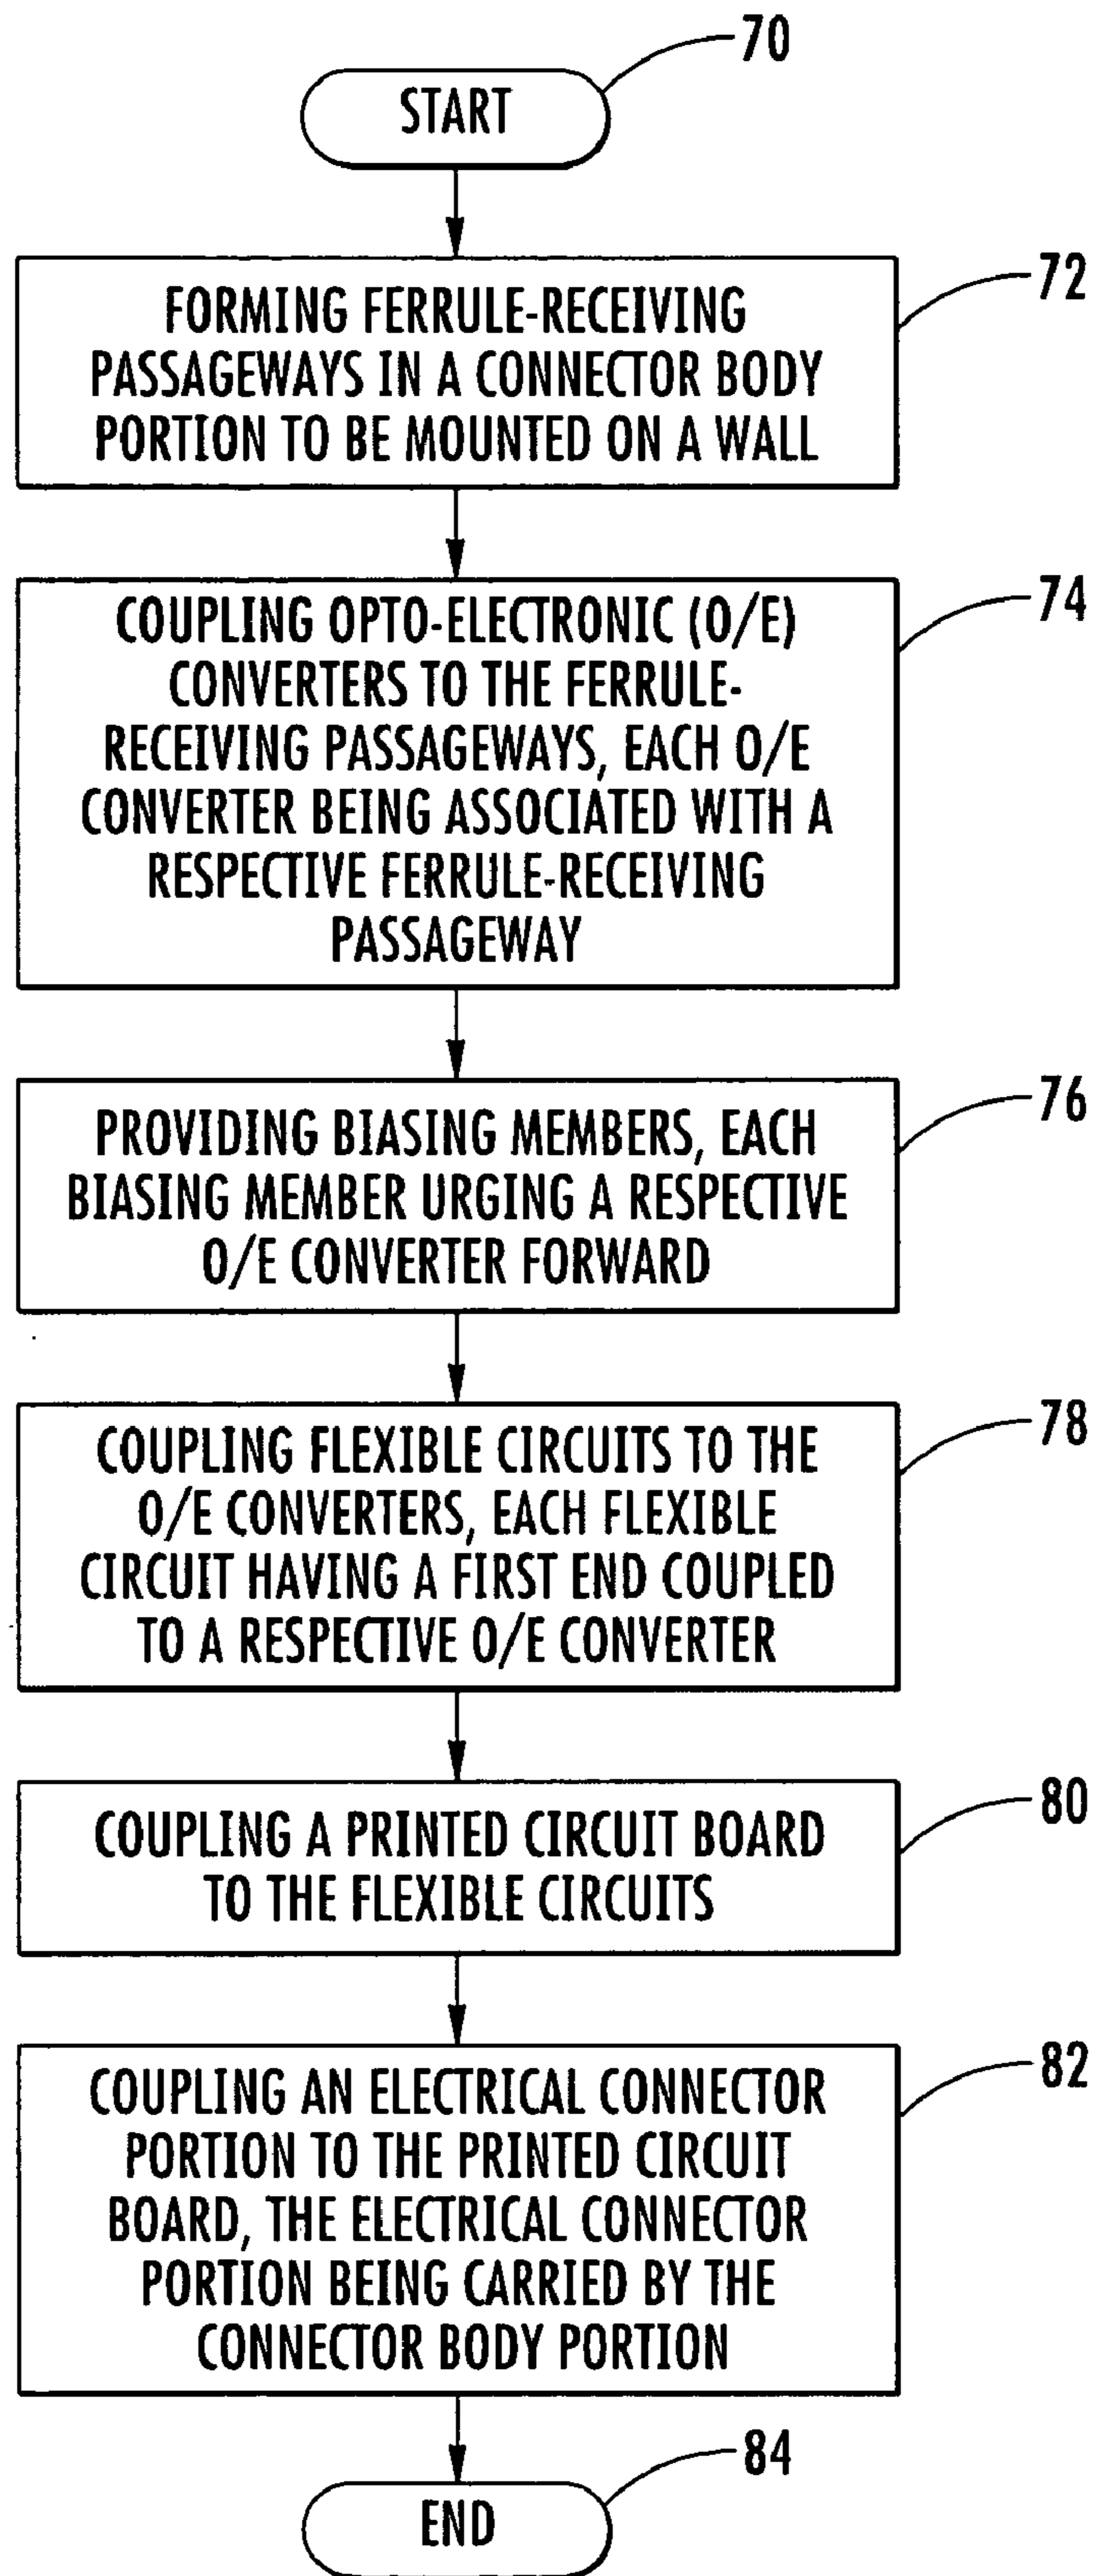 70
START
72
FORMING FERRULE-RECEIVING
PASSAGEWAYS IN A CONNECTOR BODY
PORTION TO BE MOUNTED ON A WALL
74
COUPLING OPTO-ELECTRONIC (O/E)
CONVERTERS TO THE FERRULE-
RECEIVING PASSAGEWAYS, EACH O/E
CONVERTER BEING ASSOCIATED WITH A
RESPECTIVE FERRULE-RECEIVING
PASSAGEWAY
76
PROVIDING BIASING MEMBERS, EACH
BIASING MEMBER URGING A RESPECTIVE
O/E CONVERTER FORWARD
78
COUPLING FLEXIBLE CIRCUITS TO THE
O/E CONVERTERS, EACH FLEXIBLE
CIRCUIT HAVING A FIRST END COUPLED
TO A RESPECTIVE O/E CONVERTER
80
COUPLING A PRINTED CIRCUIT BOARD
TO THE FLEXIBLE CIRCUITS
82
COUPLING AN ELECTRICAL CONNECTOR
PORTION TO THE PRINTED CIRCUIT
BOARD, THE ELECTRICAL CONNECTOR
PORTION BEING CARRIED BY THE
CONNECTOR BODY PORTION
84
END